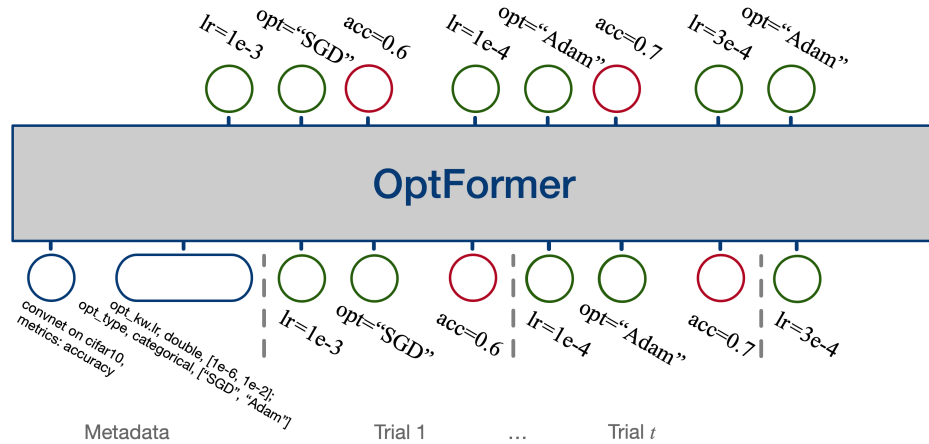 lr=1e-3
opt=“SGD”
acc=0.6
lr=1e-4
opt=“Adam”
acc=0.7
lr=3e-4
opt=“Adam”
OptFormer
convnet on cifar10,
metrics: accuracy
opt_kw.lr, double, [1e-6, 1e-2];
opt_type, categorical, [“SGD”, “Adam”]
lr=1e-3
opt=“SGD”
acc=0.6
lr=1e-4
opt=“Adam”
acc=0.7
lr=3e-4
Metadata
Trial 1
...
Trial t